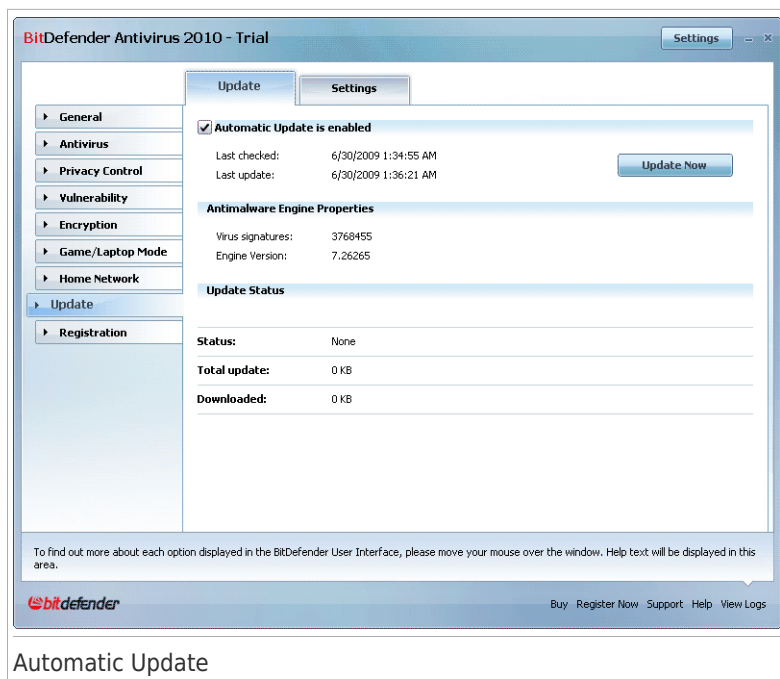 BitDefender Antivirus 2010 - Trial
Settings
Update
Settings
General
Antivirus
Privacy Control
Vulnerability
Encryption
Game/Laptop Mode
Home Network
Update
Registration
Automatic Update is enabled
Last checked: 6/30/2009 1:34:55 AM
Last update: 6/30/2009 1:36:21 AM
Update Now
Antimalware Engine Properties
Virus signatures: 3768455
Engine Version: 7.26265
Update Status
Status: None
Total update: 0 KB
Downloaded: 0 KB
To find out more about each option displayed in the BitDefender User Interface, please move your mouse over the window. Help text will be displayed in this
area.
bitdefender
Buy Register Now Support Help View Logs
Automatic Update